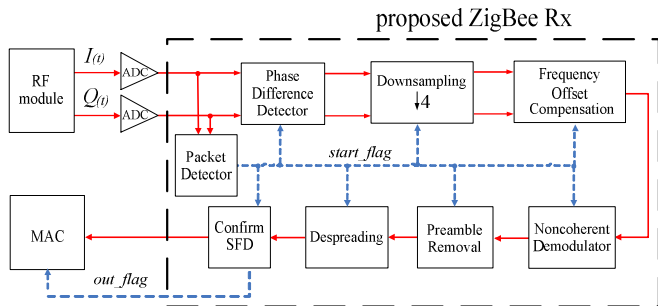 proposed ZigBee Rx
RF
module
I(t)
Q(t)
ADC
ADC
Phase
Difference
Detector
Downsampling
↓4
Frequency
Offset
Compensation
Packet
Detector
start_flag
MAC
Confirm
SFD
Despreading
Preamble
Removal
Noncoherent
Demodulator
out_flag